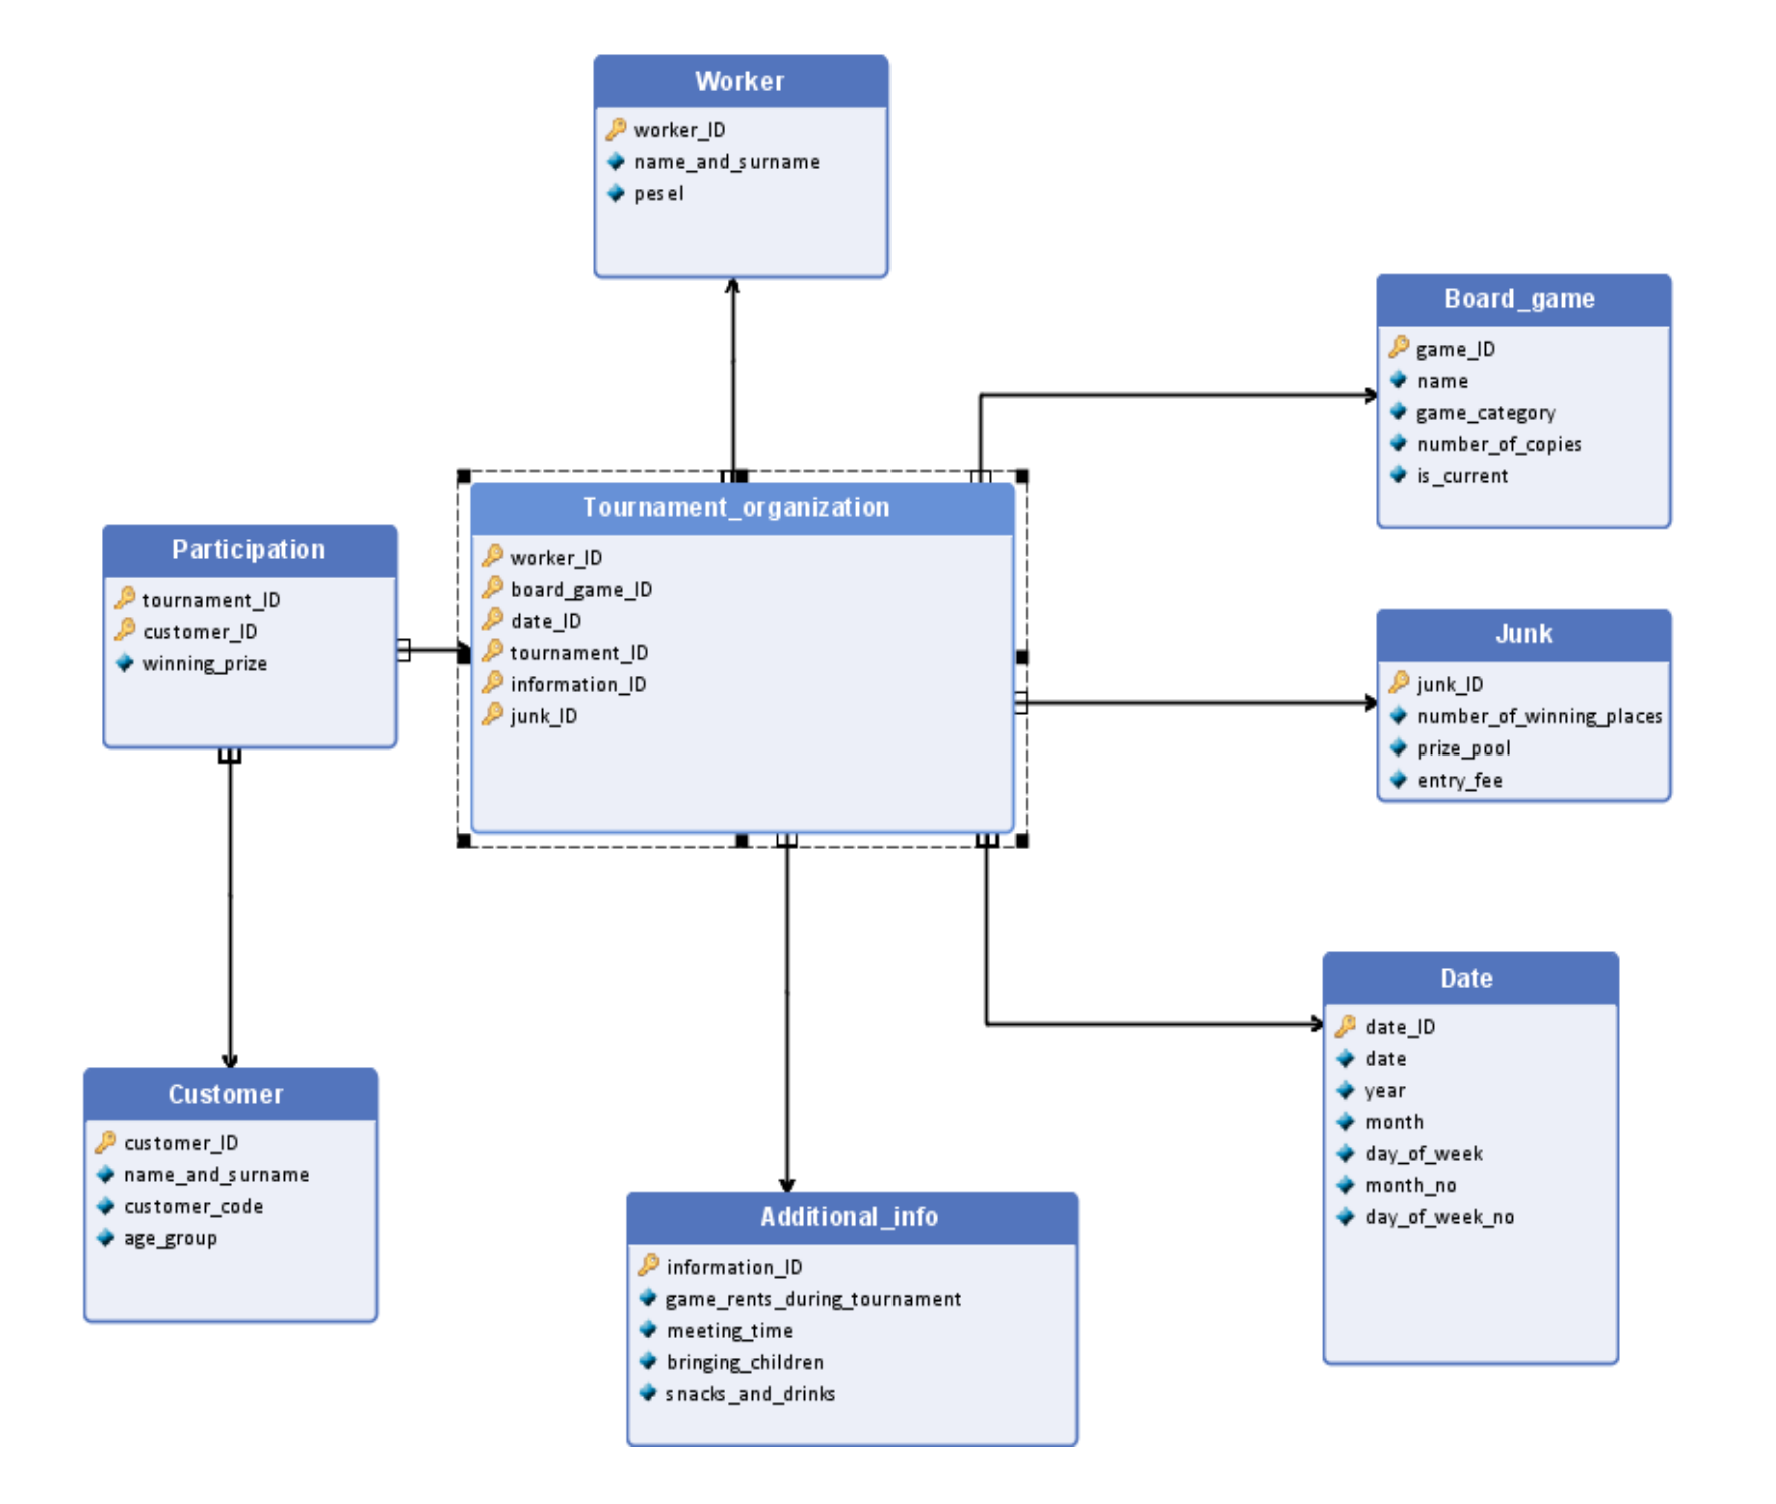 Worker
worker_ID
name_and_surname
pesel
Board_game
game_ID
name
game_category
number_of_copies
is_current
Tournament_organization
worker_ID
board_game_ID
date_ID
tournament_ID
information_ID
junk_ID
Participation
tournament_ID
customer_ID
winning_prize
Junk
junk_ID
number_of_winning_places
prize_pool
entry_fee
Date
date_ID
date
year
month
day_of_week
month_no
day_of_week_no
Customer
customer_ID
name_and_surname
customer_code
age_group
Additional_info
information_ID
game_rents_during_tournament
meeting_time
bringing_children
snacks_and_drinks